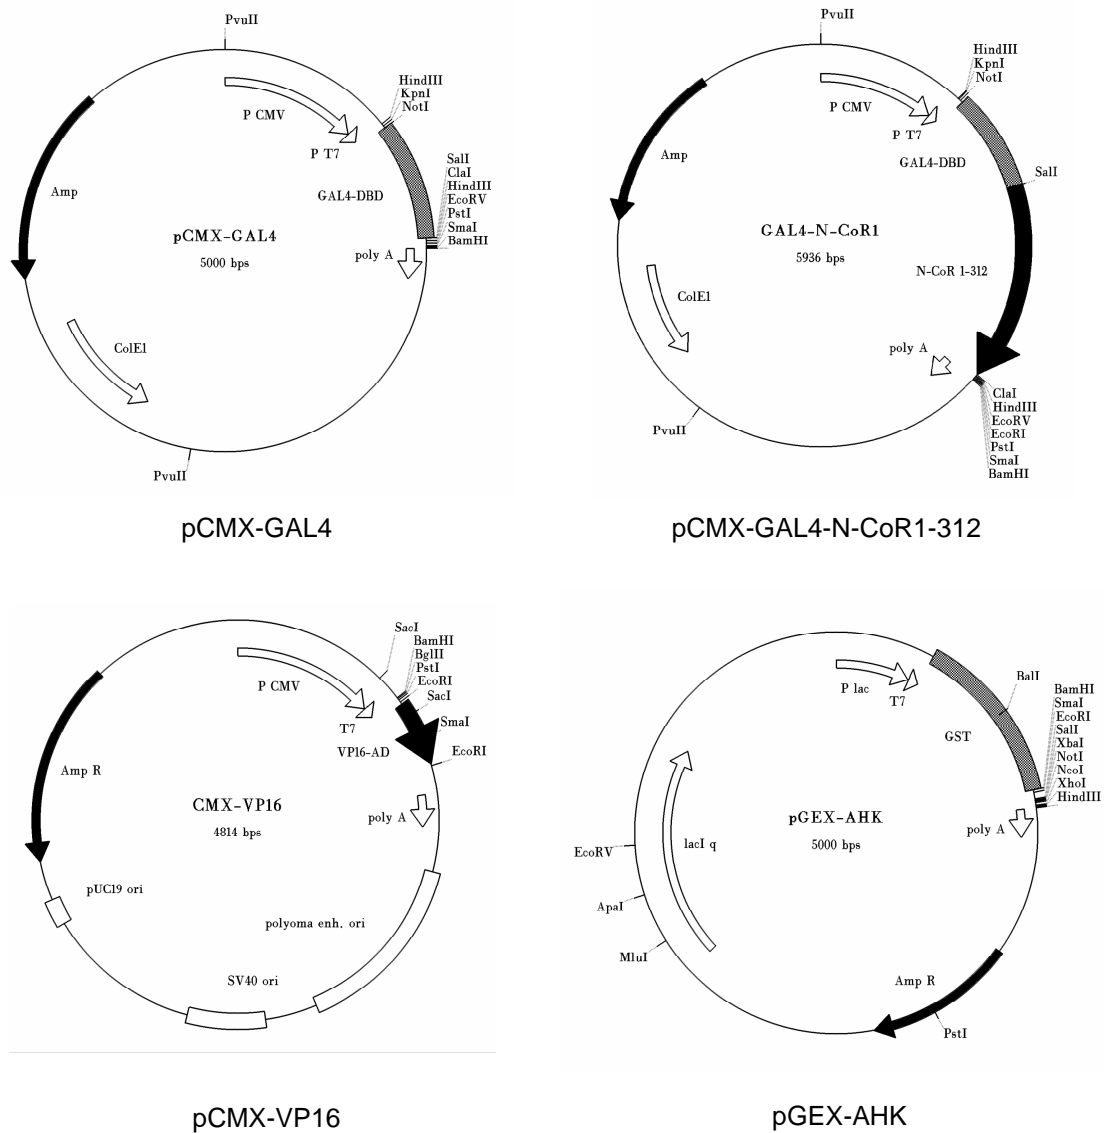 PvuII
HindIII
KpnI
NotI
P CMV
P T7
SalI
ClaI
HindIII
EcoRV
PstI
SmaI
BamHI
Amp
GAL4-DBD
pCMX-GAL4
5000 bps
poly A
ColE1
PvuII
pCMX-GAL4
PvuII
HindIII
KpnI
NotI
P CMV
P T7
Amp
GAL4-DBD
SalI
GAL4-N-CoR1
5936 bps
N-CoR 1-312
ColE1
poly A
ClaI
HindIII
EcoRV
EcoRI
PstI
SmaI
BamHI
PvuII
pCMX-GAL4-N-CoR1-312
SacI
BamHI
BglII
PstI
EcoRI
SacI
P CMV
T7
SmaI
VP16-AD
EcoRI
Amp R
CMX-VP16
4814 bps
poly A
pUC19 ori
polyoma enh. ori
SV40 ori
pCMX-VP16
P lac
T7
BalI
BamHI
SmaI
EcoRI
SalI
XbaI
NotI
NcoI
XhoI
HindIII
GST
pGEX-AHK
5000 bps
poly A
lacI q
EcoRV
ApaI
MluI
Amp R
PstI
pGEX-AHK